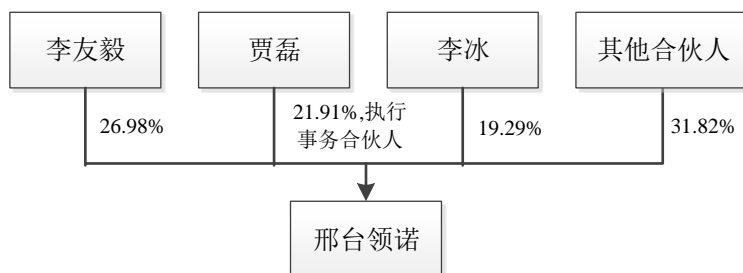 李友毅
贾磊
李冰
其他合伙人
26.98%
21.91%,执行
事务合伙人
19.29%
31.82%
邢台领诺